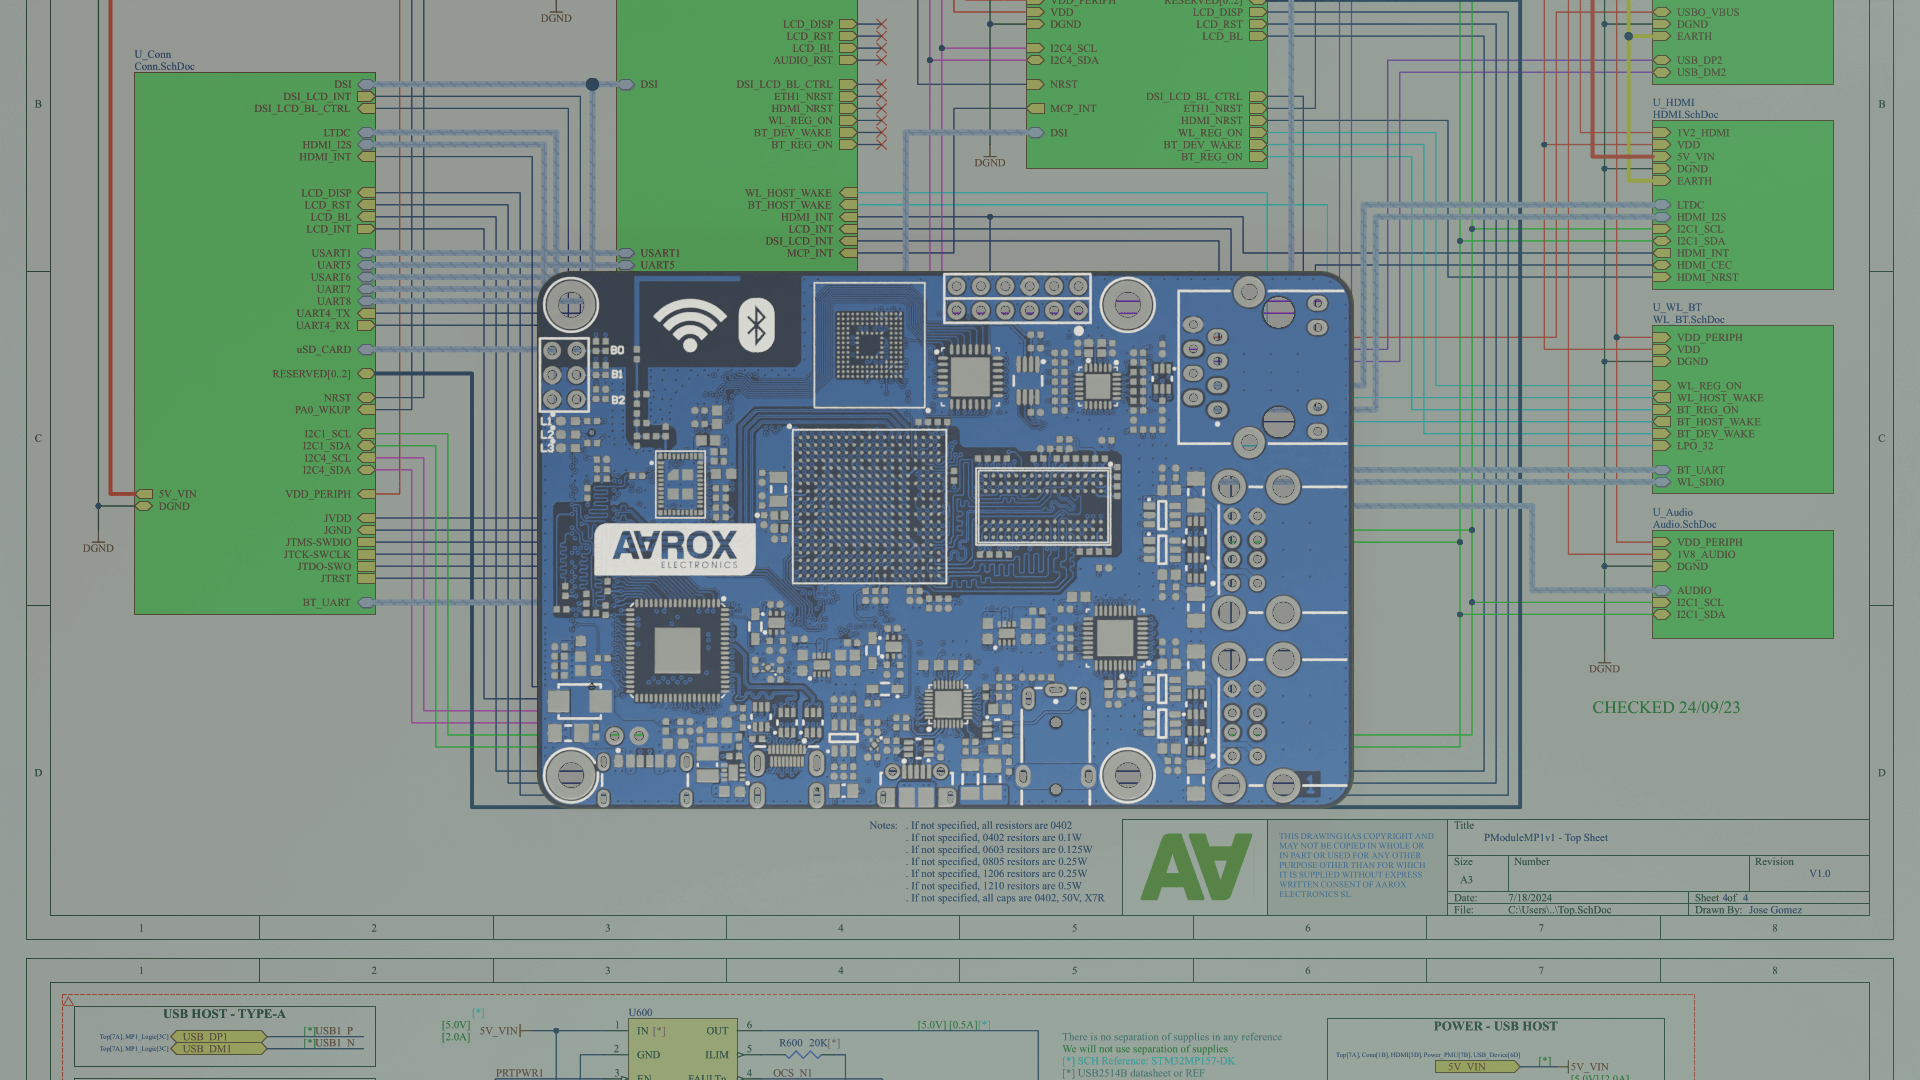 DGND
U_Conn
Conn.SchDoc
B
DSI
DSI_LCD_INT
DSI_LCD_BL_CTRL
LTDC
HDMI_I2S
HDMI_INT
LCD_DISP
LCD_RST
LCD_BL
LCD_INT
USART1
UART5
USART6
UART7
UART8
UART4_TX
UART4_RX
uSD_CARD
RESERVED[0..2]
NRST
PA0_WKUP
I2C1_SCL
I2C1_SDA
I2C4_SCL
I2C4_SDA
VDD_PERIPH
5V_VIN
DGND
JVDD
JGND
JTMS-SWDIO
JTCK-SWCLK
JTDO-SWO
JTRST
BT_UART
DGND
C
D
DSI
USART1
UART5
LCD_DISP
LCD_RST
LCD_BL
AUDIO_RST
DSI_LCD_BL_CTRL
ETH1_NRST
HDMI_NRST
WL_REG_ON
BT_DEV_WAKE
BT_REG_ON
WL_HOST_WAKE
BT_HOST_WAKE
HDMI_INT
LCD_INT
DSI_LCD_INT
MCP_INT
VDD_PERIPH
VDD
DGND
I2C4_SCL
I2C4_SDA
NRST
MCP_INT
DSI
DGND
RESERVED[0..2]
LCD_DISP
LCD_RST
LCD_BL
DSI_LCD_BL_CTRL
ETH1_NRST
HDMI_NRST
WL_REG_ON
BT_DEV_WAKE
BT_REG_ON
USBO_VBUS
DGND
EARTH
USB_DP2
USB_DM2
U_HDMI
HDMI.SchDoc
1V2_HDMI
VDD
5V_VIN
DGND
EARTH
LTDC
HDMI_I2S
I2C1_SCL
I2C1_SDA
HDMI_INT
HDMI_CEC
HDMI_NRST
U_WL_BT
WL_BT.SchDoc
VDD_PERIPH
VDD
DGND
WL_REG_ON
WL_HOST_WAKE
BT_REG_ON
BT_HOST_WAKE
BT_DEV_WAKE
LPO_32
BT_UART
WL_SDIO
U_Audio
Audio.SchDoc
VDD_PERIPH
1V8_AUDIO
DGND
AUDIO
I2C1_SCL
I2C1_SDA
DGND
CHECKED 24/09/23
B
C
D
B0
B1
B2
L1
L2
L3
AAROX
ELECTRONICS
1
Notes: . If not specified, all resistors are 0402
. If not specified, 0402 resitors are 0.1W
. If not specified, 0603 resitors are 0.125W
. If not specified, 0805 resitors are 0.25W
. If not specified, 1206 resitors are 0.25W
. If not specified, 1210 resitors are 0.5W
. If not specified, all caps are 0402, 50V, X7R
AA
THIS DRAWING HAS COPYRIGHT AND
MAY NOT BE COPIED IN WHOLE OR
IN PART OR USED FOR ANY OTHER
PURPOSE OTHER THAN FOR WHICH
IT IS SUPPLIED WITHOUT EXPRESS
WRITTEN CONSENT OF AAROX
ELECTRONICS SL.
Title
PModuleMP1v1 - Top Sheet
Size Number Revision
A3 V1.0
Date: 7/18/2024 Sheet 4 of 4
File: C:\Users\..\Top.SchDoc Drawn By: Jose Gomez
1 2 3 4 5 6 7 8
1 2 3 4 5 6 7 8
USB HOST - TYPE-A
Top[7A], MP1_Logic[3C] USB_DP1 [*]USB1_P
Top[7A], MP1_Logic[3C] USB_DM1 [*]USB1_N
[*]
[5.0V]
[2.0A]
5V_VIN
U600
1 IN [*] OUT 6
2 GND ILIM 5
3 EN FAULTn 4
PRTPWR1
[5.0V] [0.5A][*]
R600 20K[*]
OCS_N1
There is no separation of supplies in any reference
We will not use separation of supplies
[*] SCH Reference: STM32MP157-DK
[*] USB2514B datasheet or REF
POWER - USB HOST
Top[7A], Conn[1B], HDMI[3D], Power_PMU[7B], USB_Device[6D]
5V_VIN [*] 5V_VIN
[5.0V][2.0A]